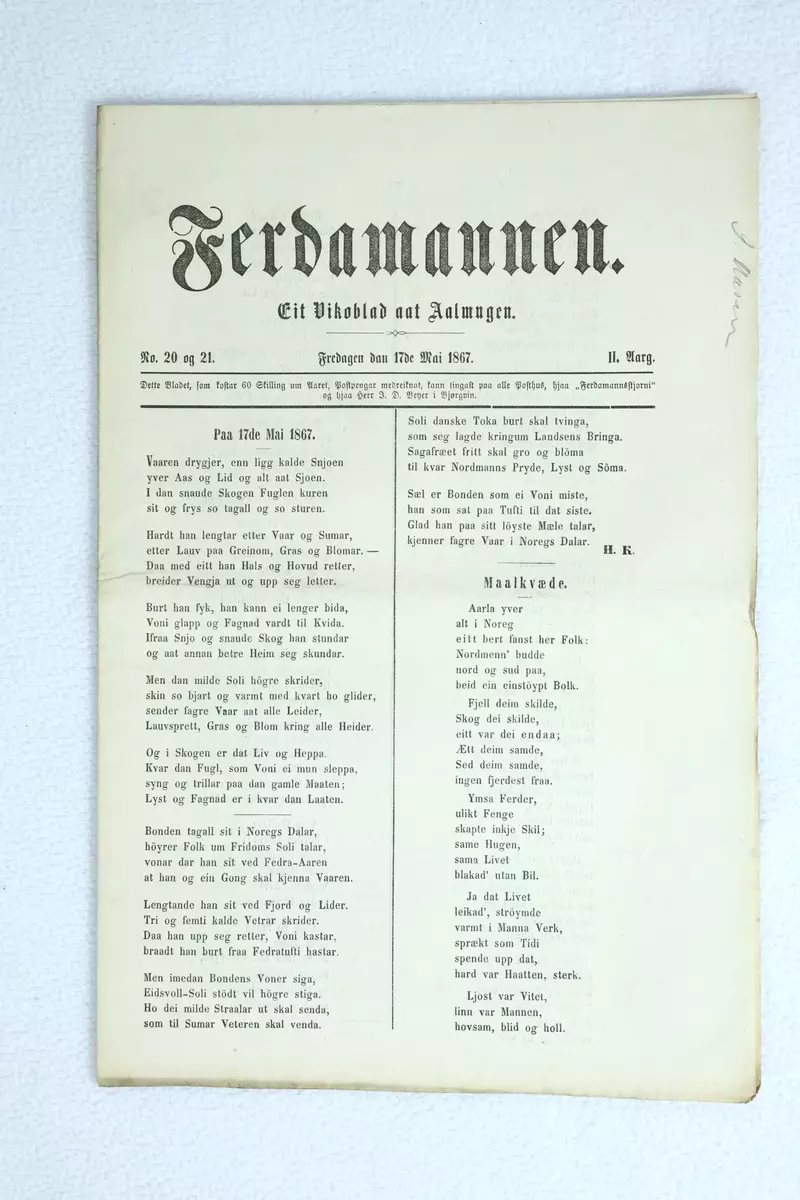 Ferdamannen.
Eit Vikoblad aat Aalmugen.
No. 20 og 21.
Fredagen dan 17de Mai 1867.
II. Aarg.
Dette Bladet, som kostar 60 Skilling um Aaret, Postpengar medreiknat, kann tingast paa alle Posthus, hjaa „Ferdamannsstjorni“
og hjaa Herr J. D. Beyer i Bjørgvin.
Paa 17de Mai 1867.
Vaaren drygjer, enn ligg kalde Snjoen
yver Aas og Lid og alt aat Sjoen.
I dan snaude Skogen Fuglen kuren
sit og frys so tagall og so sturen.
Hardt han lengtar etter Vaar og Sumar,
etter Lauv paa Greinom, Gras og Blomar. —
Daa med eitt han Hals og Hovud retter,
breider Vengja ut og upp seg letter.
Burt han fyk, han kann ei lenger bida,
Voni glapp og Fagnad vardt til Kvida.
Ifraa Snjo og snaude Skog han stundar
og aat annan betre Heim seg skundar.
Men dan milde Soli högre skrider,
skin so bjart og varmt med kvart ho glider,
sender fagre Vaar aat alle Leider,
Lauvsprett, Gras og Blom kring alle Heider.
Og i Skogen er dat Liv og Heppa.
Kvar dan Fugl, som Voni ei mun sleppa,
syng og trillar paa dan gamle Maaten;
Lyst og Fagnad er i kvar dan Laaten.
Bonden tagall sit i Noregs Dalar,
höyrer Folk um Fridoms Soli talar,
vonar dar han sit ved Fedra-Aaren
at han og ein Gong skal kjenna Vaaren.
Lengtande han sit ved Fjord og Lider.
Tri og femti kalde Vetrar skrider.
Daa han upp seg retter, Voni kastar,
braadt han burt fraa Fedratufti hastar.
Men imedan Bondens Voner siga,
Eidsvoll-Soli stödt vil högre stiga.
Ho dei milde Straalar ut skal senda,
som til Sumar Veteren skal venda.
Soli danske Toka burt skal tvinga,
som seg lagde kringum Landsens Bringa.
Sagafræet fritt skal gro og blöma
til kvar Nordmanns Pryde, Lyst og Söma.
Sæl er Bonden som ei Voni miste,
han som sat paa Tufti til dat siste.
Glad han paa sitt löyste Mæle talar,
kjenner fagre Vaar i Noregs Dalar.
H. K.
Maalkvæde.
Aarla yver
alt i Noreg
eitt bert fanst her Folk:
Nordmenn' budde
nord og sud paa,
beid ein einstöypt Bolk.
Fjell deim skilde,
Skog dei skilde,
eitt var dei endaa;
Ætt deim samde,
Sed deim samde,
ingen fjerdest fraa.
Ymsa Ferder,
ulikt Fenge
skapte inkje Skil;
same Hugen,
sama Livet
blakad' utan Bil.
Ja dat Livet
leikad', ströymde
varmt i Manna Verk,
sprækt som Tidi
spende upp dat,
hard var Haatten, sterk.
Ljost var Vitet,
linn var Mannen,
hovsam, blid og holl.